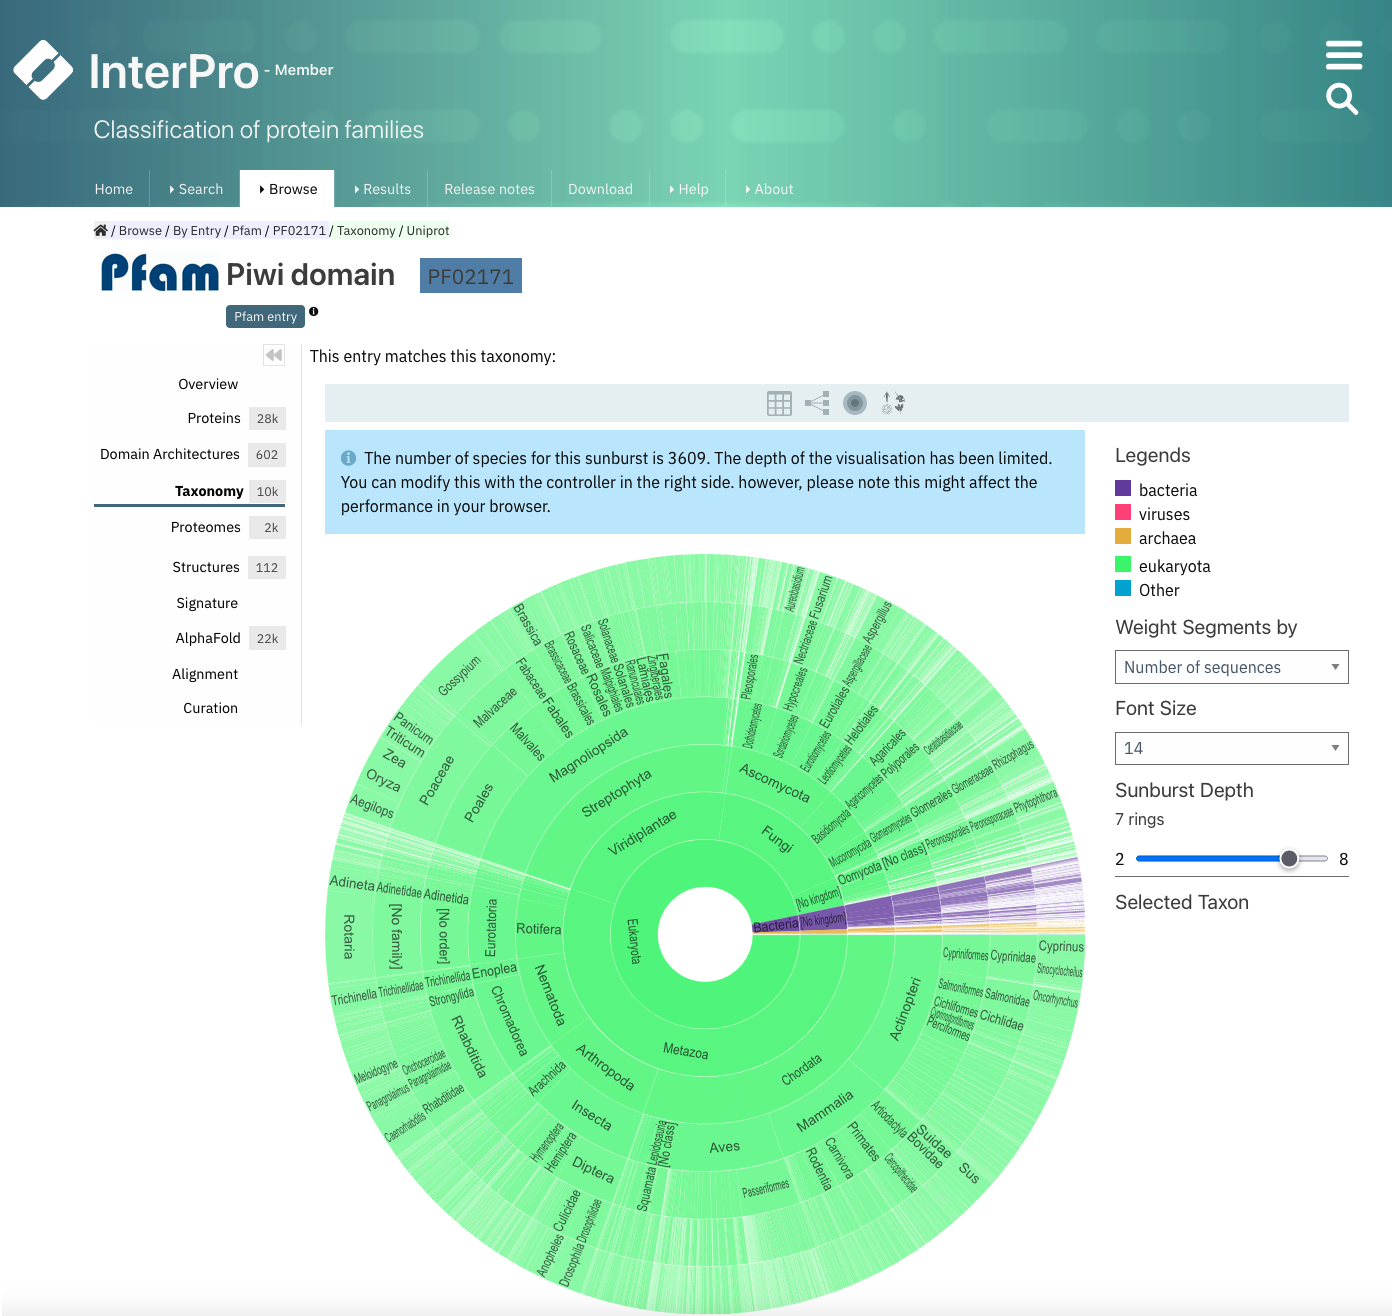 InterPro - Member
Classification of protein families
Home Search Browse Results Release notes Download Help About
/ Browse / By Entry / Pfam / PF02171 / Taxonomy / Uniprot
Pfam Piwi domain PF02171
Pfam entry
This entry matches this taxonomy:
Overview
Proteins 28k
Domain Architectures 602
Taxonomy 10k
Proteomes 2k
Structures 112
Signature
AlphaFold 22k
Alignment
Curation
The number of species for this sunburst is 3609. The depth of the visualisation has been limited.
You can modify this with the controller in the right side. however, please note this might affect the
performance in your browser.
Legends
bacteria
viruses
archaea
eukaryota
Other
Weight Segments by
Number of sequences
Font Size
14
Sunburst Depth
7 rings
2 8
Selected Taxon
Eukaryota
Bacteria
[No kingdom]
[No kingdom]
Viridiplantae
Fungi
Metazoa
Streptophyta
Magnoliopsida
Ascomycota
Basidiomycota
Mucoromycota
Oomycota
[No class]
Rotifera
Nematoda
Arthropoda
Chordata
Eurotatoria
Enoplea
Chromadorea
Arachnida
Insecta
Lepidosauria
[No class]
Aves
Mammalia
Actinopteri
Dothideomycetes
Sordariomycetes
Eurotiomycetes
Leotiomycetes
Agaricomycetes
Glomeromycetes
Poales
Malvales
Fabales
Brassicales
Rosales
Malpighiales
Solanales
Ranunculales
Lamiales
Zingiberales
Fagales
Pleosporales
Hypocreales
Eurotiales
Helotiales
Agaricales
Polyporales
Glomerales
Peronosporales
Poaceae
Malvaceae
Fabaceae
Brassicaceae
Rosaceae
Salicaceae
Solanaceae
Nectriaceae
Aspergillaceae
Ceratobasidiaceae
Glomeraceae
Peronosporaceae
Aegilops
Oryza
Zea
Triticum
Panicum
Gossypium
Brassica
Aureobasidium
Fusarium
Aspergillus
Rhizophagus
Phytophthora
Adineta
Adinetidae
Adinetida
Rotaria
[No family]
[No order]
Trichinella
Trichinellidae
Trichinellida
Strongylida
Rhabditida
Meloidogyne
Onchocercidae
Panagrolaimus
Panagrolaimidae
Caenorhabditis
Rhabditidae
Hymenoptera
Hemiptera
Diptera
Culicidae
Drosophilidae
Anopheles
Drosophila
Squamata
Passeriformes
Rodentia
Carnivora
Primates
Artiodactyla
Cercopithecidae
Suidae
Bovidae
Sus
Cypriniformes
Cyprinidae
Cyprinus
Sinocyclocheilus
Salmoniformes
Salmonidae
Oncorhynchus
Cichliformes
Cichlidae
Cyprinodontiformes
Perciformes